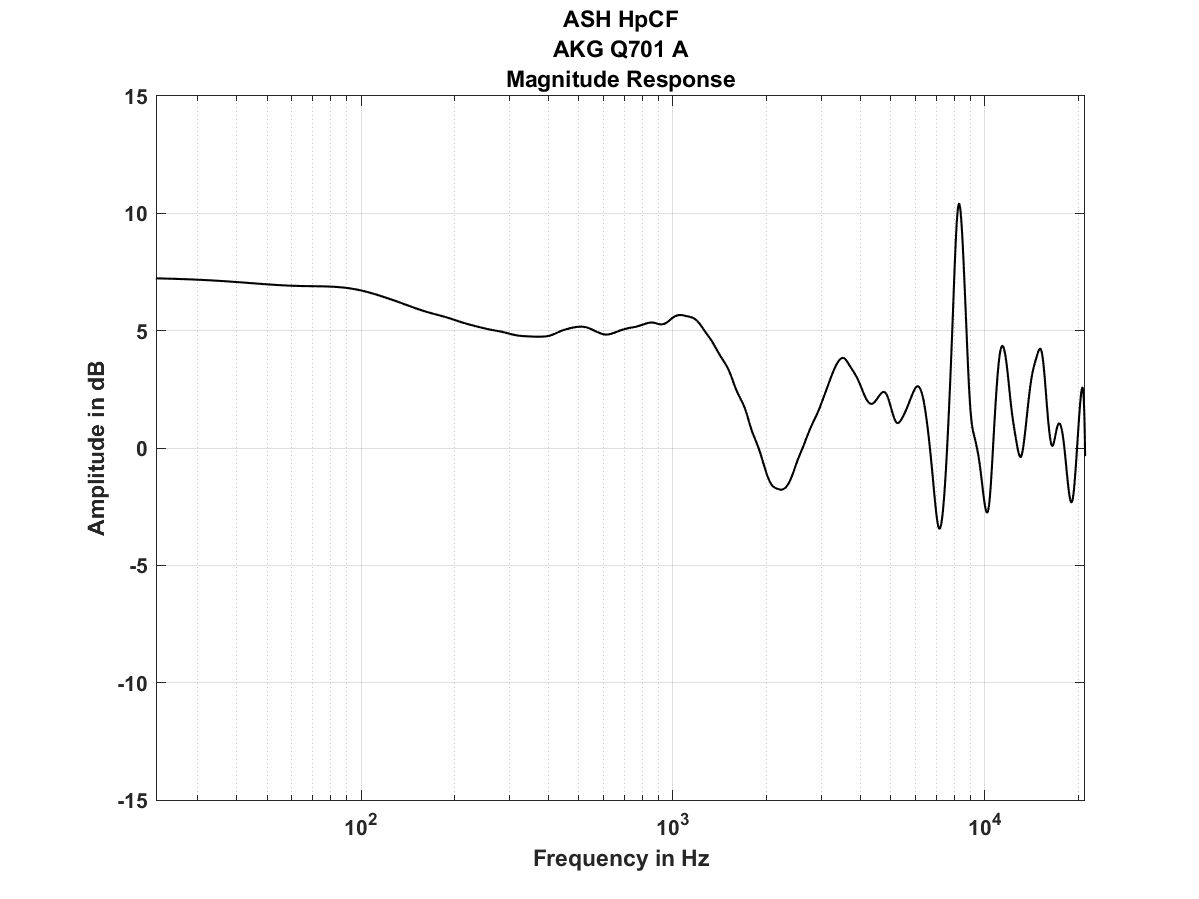 ASH HpCF
AKG Q701 A
Magnitude Response
15
10
5
0
-5
-10
-15
Amplitude in dB
10² 10³ 10⁴
Frequency in Hz